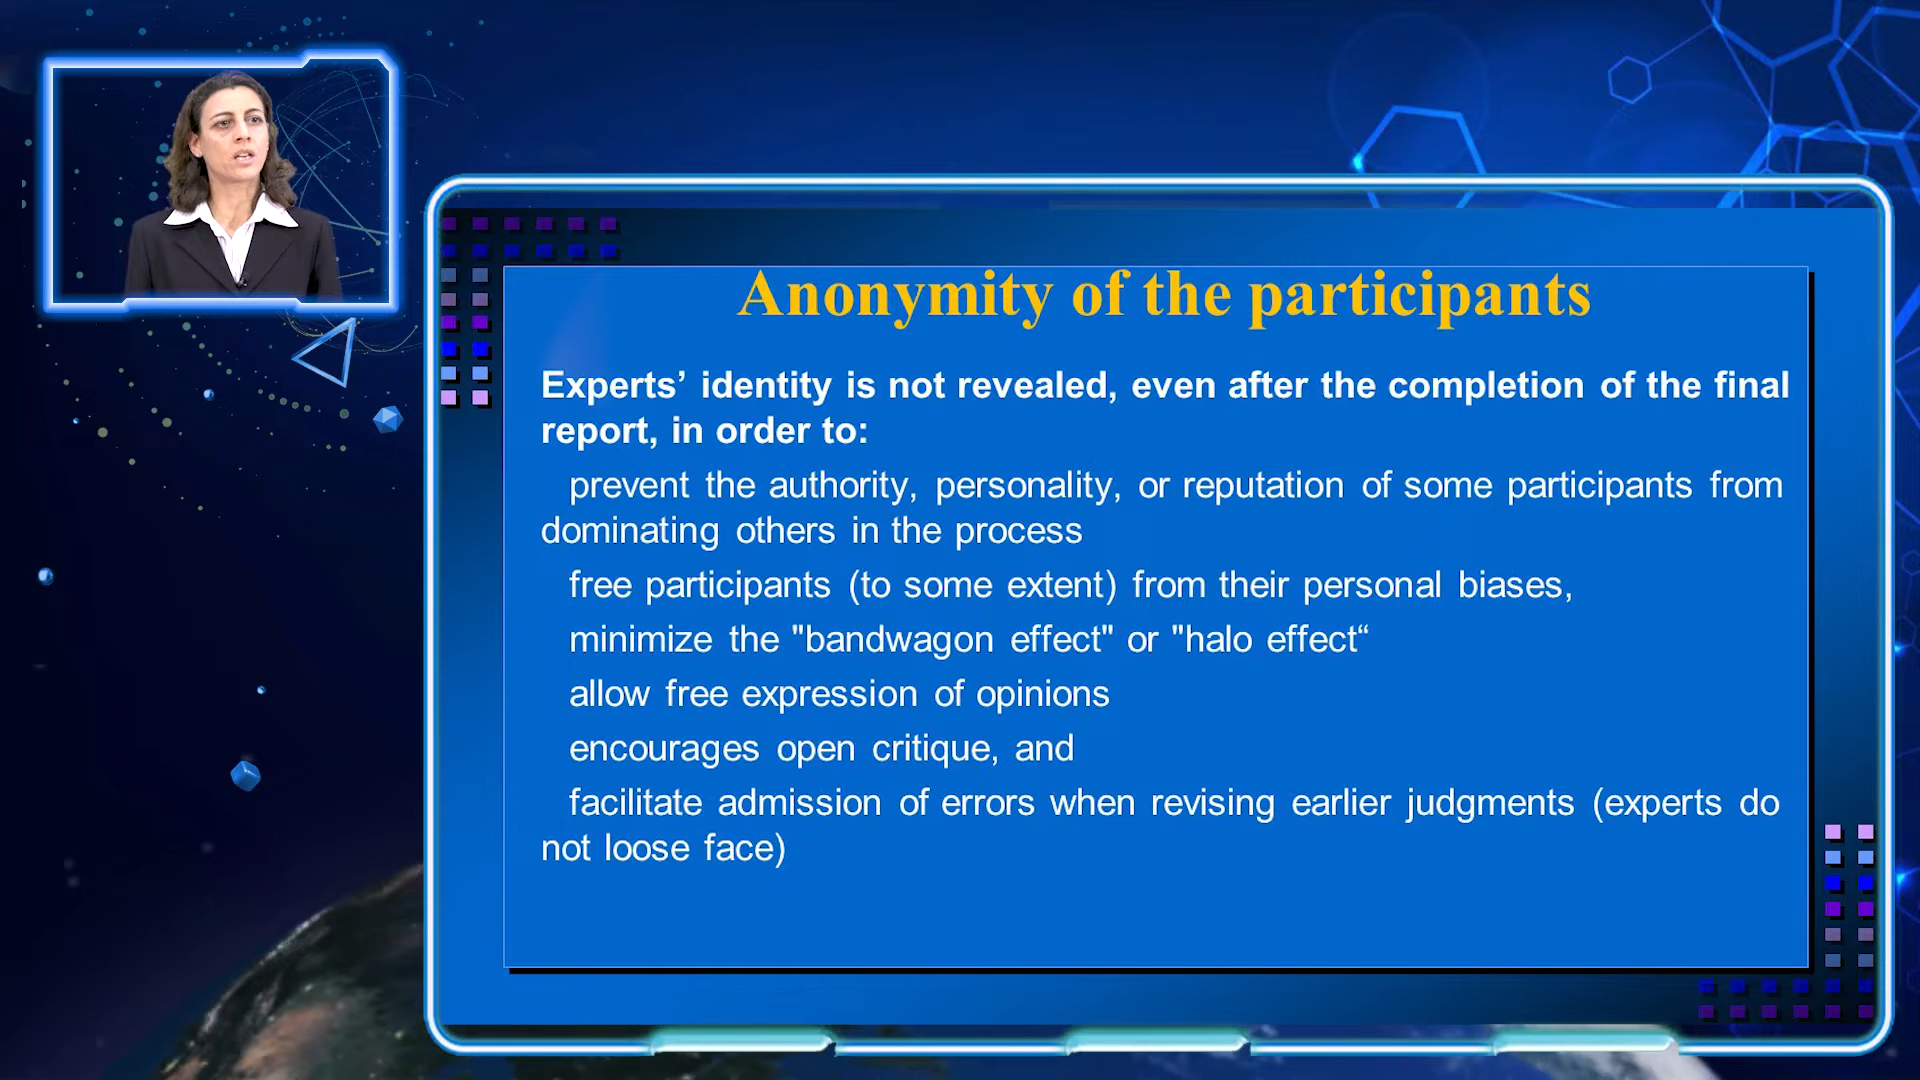 Anonymity of the participants
Experts’ identity is not revealed, even after the completion of the final
report, in order to:
prevent the authority, personality, or reputation of some participants from
dominating others in the process
free participants (to some extent) from their personal biases,
minimize the "bandwagon effect" or "halo effect“
allow free expression of opinions
encourages open critique, and
facilitate admission of errors when revising earlier judgments (experts do
not loose face)